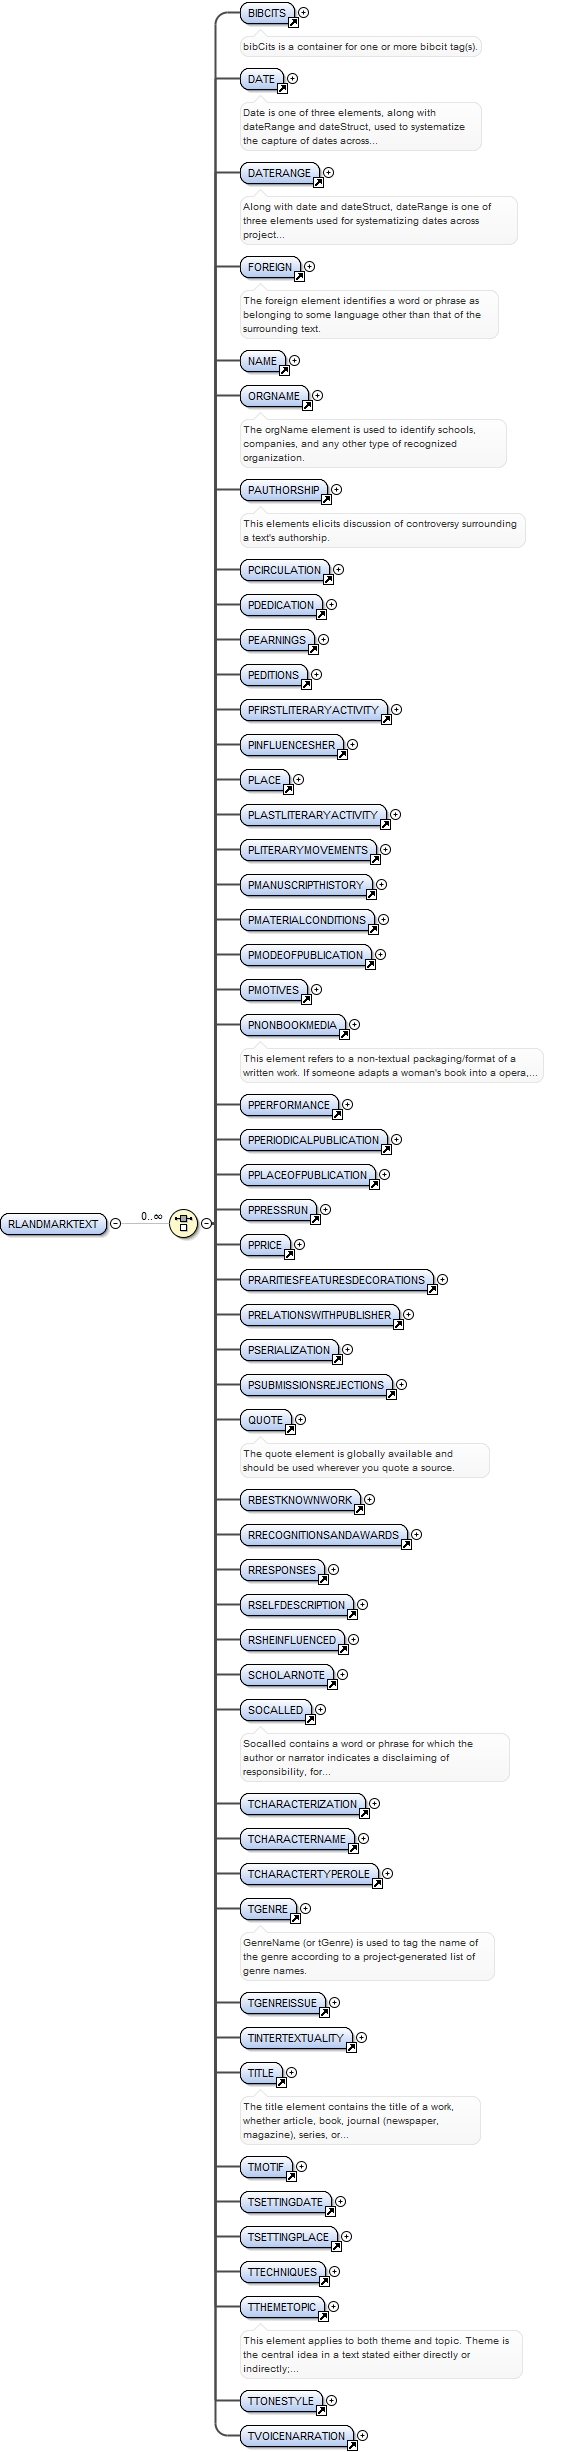 BIBCITS
bibCits is a container for one or more bibcit tag(s).
DATE
Date is one of three elements, along with
dateRange and dateStruct, used to systematize
the capture of dates across...
DATERANGE
Along with date and dateStruct, dateRange is one of
three elements used for systematizing dates across
project...
FOREIGN
The foreign element identifies a word or phrase as
belonging to some language other than that of the
surrounding text.
NAME
ORGNAME
The orgName element is used to identify schools,
companies, and any other type of recognized
organization.
PAUTHORSHIP
This elements elicits discussion of controversy surrounding
a text's authorship.
PCIRCULATION
PDEDICATION
PEARNINGS
PEDITIONS
PFIRSTLITERARYACTIVITY
PINFLUENCESHER
PLACE
PLASTLITERARYACTIVITY
PLITERARYMOVEMENTS
PMANUSCRIPTHISTORY
PMATERIALCONDITIONS
PMODEOFPUBLICATION
PMOTIVES
PNONBOOKMEDIA
This element refers to a non-textual packaging/format of a
written work. If someone adapts a woman's book into a opera,...
PPERFORMANCE
PPERIODICALPUBLICATION
PPLACEOFPUBLICATION
PPRESSRUN
RLANDMARKTEXT 0..∞
PPRICE
PRARITIESFEATURESDECORATIONS
PRELATIONSWITHPUBLISHER
PSERIALIZATION
PSUBMISSIONSREJECTIONS
QUOTE
The quote element is globally available and
should be used wherever you quote a source.
RBESTKNOWNWORK
RRECOGNITIONSANDAWARDS
RRESPONSES
RSELFDESCRIPTION
RSHEINFLUENCED
SCHOLARNOTE
SOCALLED
Socalled contains a word or phrase for which the
author or narrator indicates a disclaiming of
responsibility, for...
TCHARACTERIZATION
TCHARACTERNAME
TCHARACTERTYPEROLE
TGENRE
GenreName (or tGenre) is used to tag the name of
the genre according to a project-generated list of
genre names.
TGENREISSUE
TINTERTEXTUALITY
TITLE
The title element contains the title of a work,
whether article, book, journal (newspaper,
magazine), series, or...
TMOTIF
TSETTINGDATE
TSETTINGPLACE
TTECHNIQUES
TTHEMETOPIC
This element applies to both theme and topic. Theme is
the central idea in a text stated either directly or
indirectly;...
TTONESTYLE
TVOICENARRATION